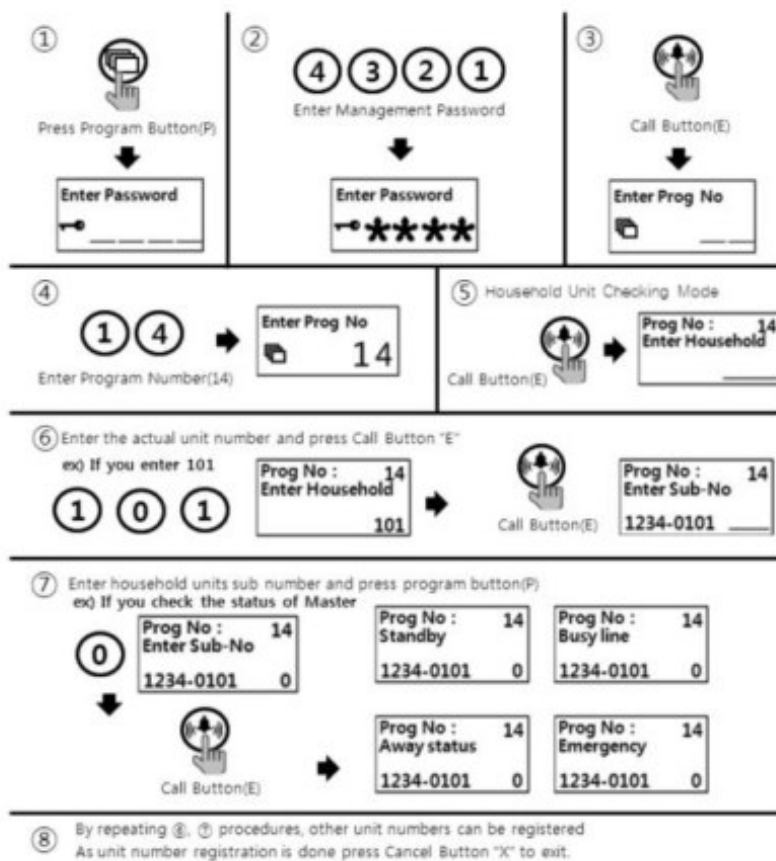 ①
Press Program Button(P)
Enter Password
②
4 3 2 1
Enter Management Password
Enter Password
****
③
Call Button(E)
Enter Prog No
④
1 4
Enter Program Number(14)
Enter Prog No
14
⑤ Household Unit Checking Mode
Call Button(E)
Prog No : 14
Enter Household
⑥ Enter the actual unit number and press Call Button "E"
ex) If you enter 101
1 0 1
Prog No : 14
Enter Household
101
Call Button(E)
Prog No : 14
Enter Sub-No
1234-0101
⑦ Enter household units sub number and press program button(P)
ex) If you check the status of Master
0
Prog No : 14
Enter Sub-No
1234-0101 0
Call Button(E)
Prog No : 14
Standby
1234-0101 0
Prog No : 14
Busy line
1234-0101 0
Prog No : 14
Away status
1234-0101 0
Prog No : 14
Emergency
1234-0101 0
⑧ By repeating ⑥, ⑦ procedures, other unit numbers can be registered
As unit number registration is done press Cancel Button "X" to exit.